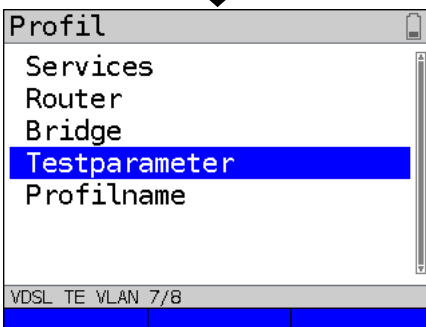 Profil
Services
Router
Bridge
Testparameter
Profilname
VDSL TE VLAN 7/8